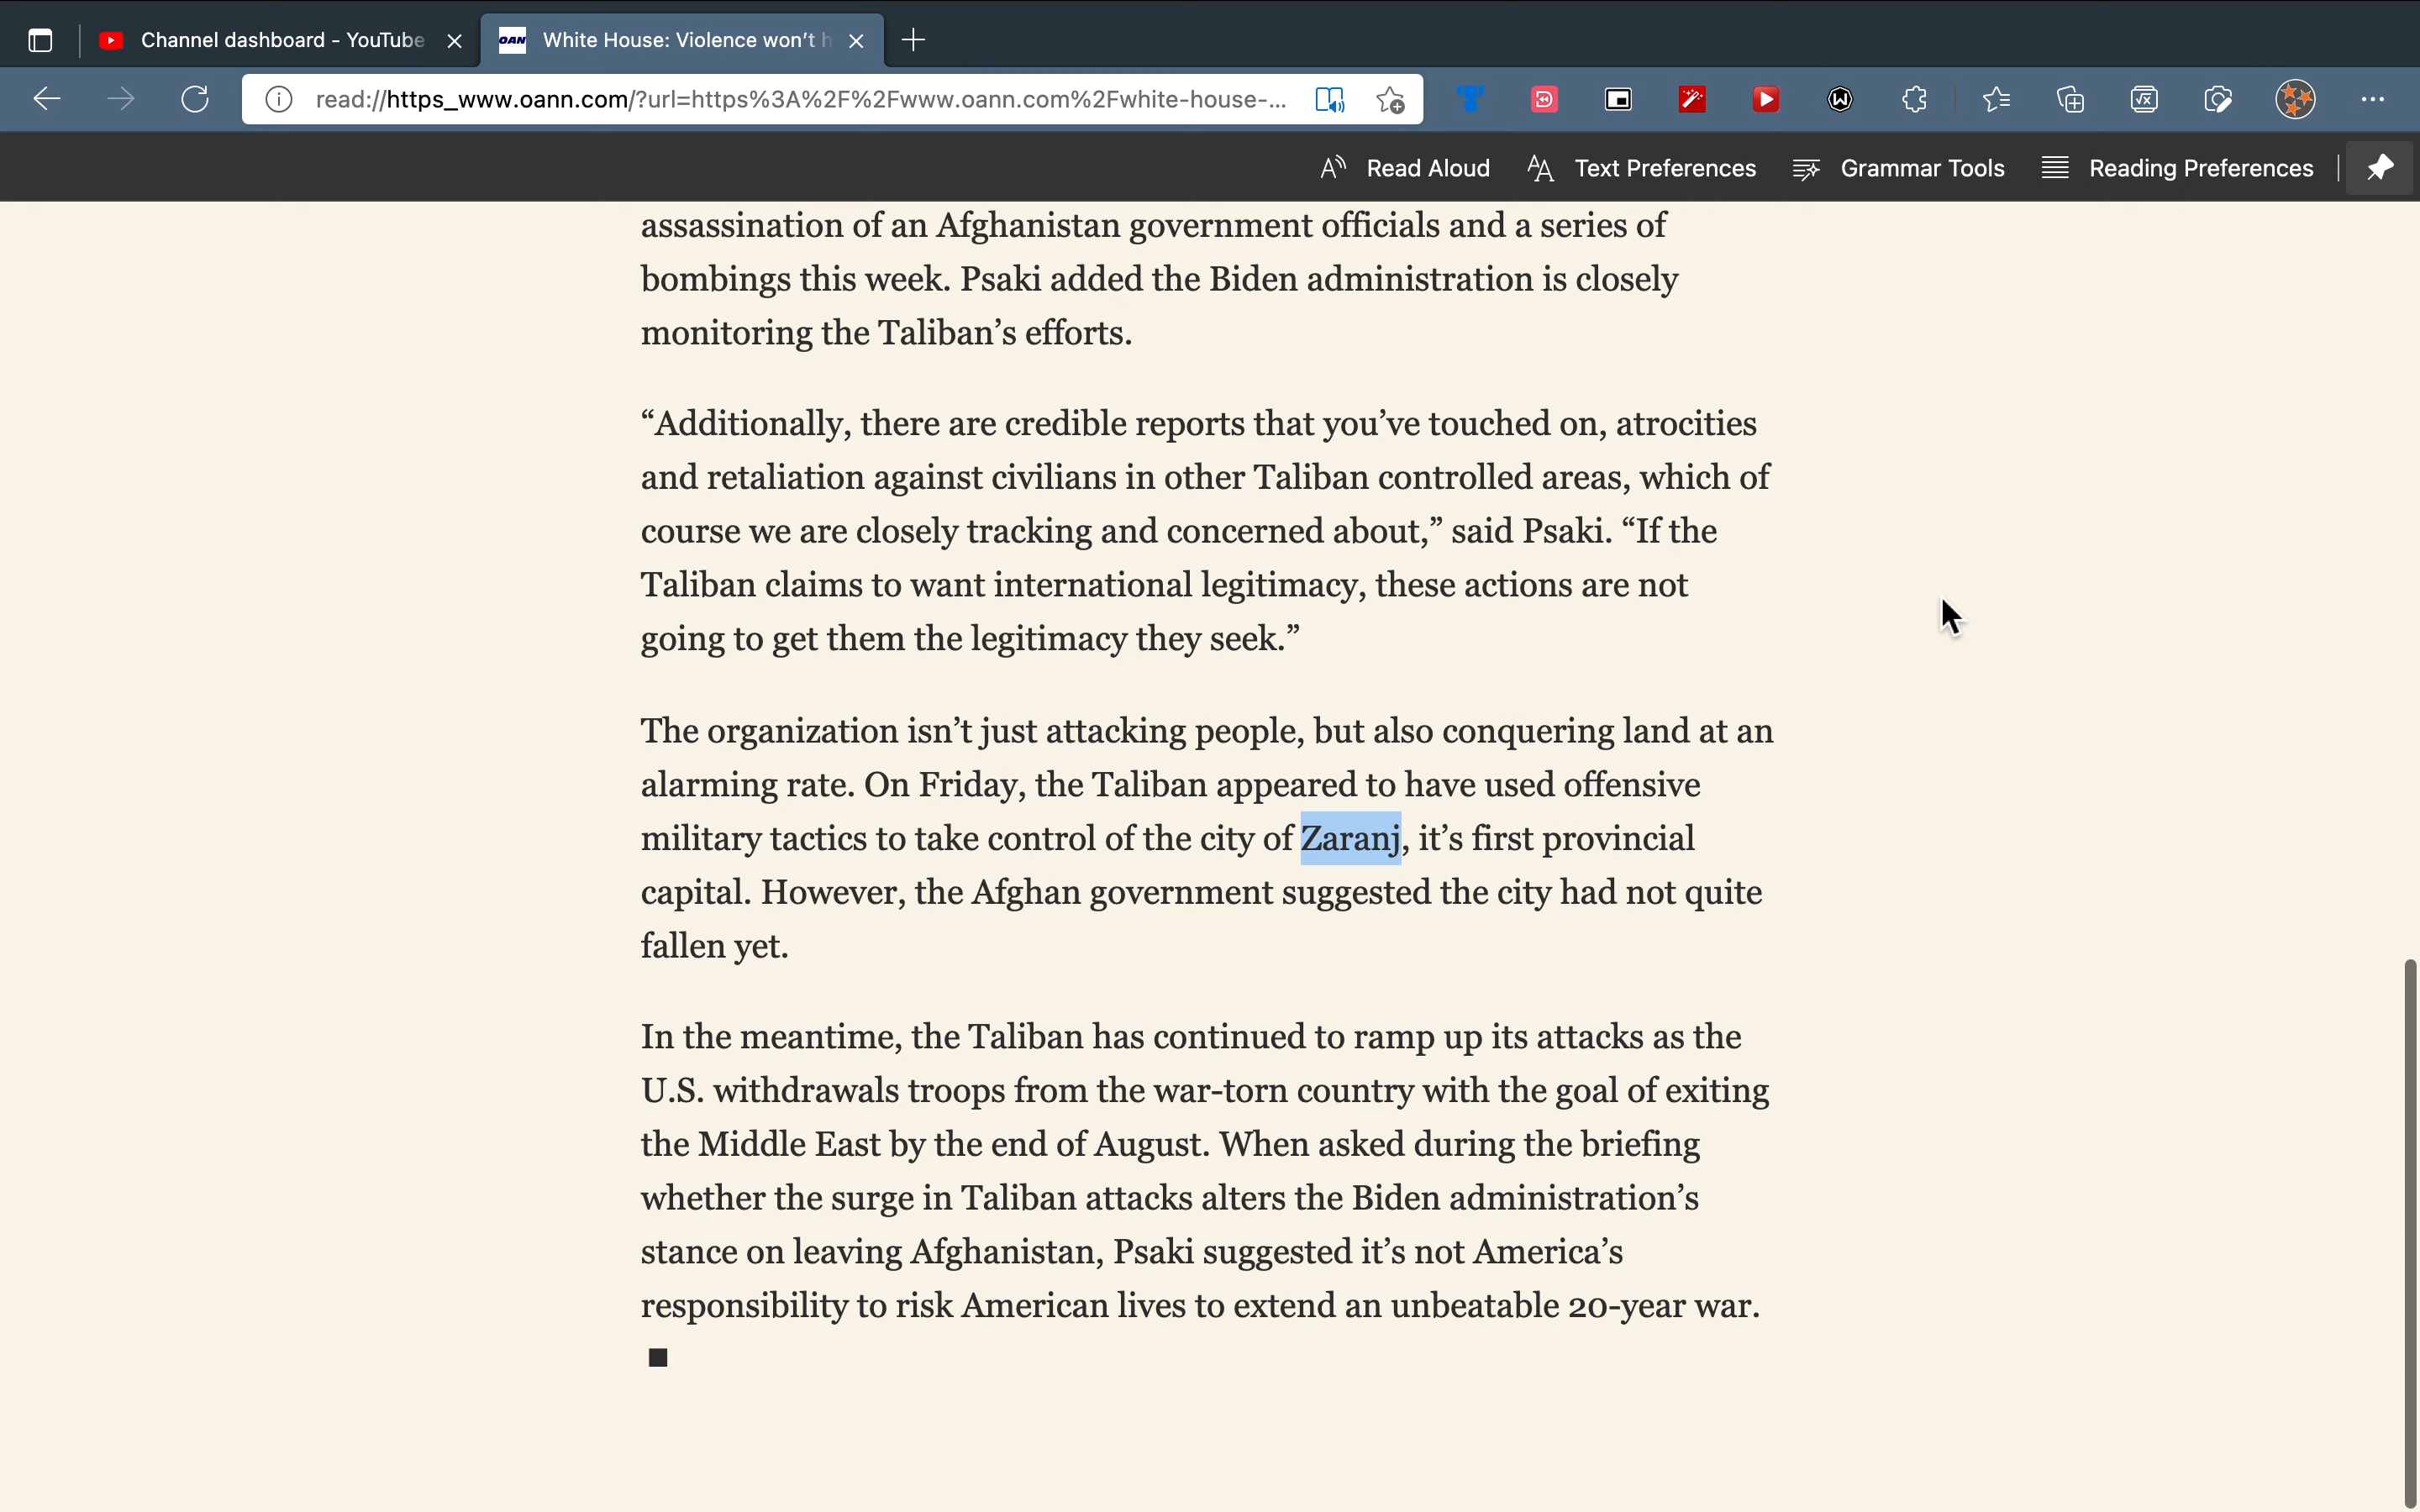 Channel dashboard - YouTube
OAN White House: Violence won't h
read://https_www.oann.com/?url=https%3A%2F%2Fwww.oann.com%2Fwhite-house-...
Read Aloud Text Preferences Grammar Tools Reading Preferences
assassination of an Afghanistan government officials and a series of
bombings this week. Psaki added the Biden administration is closely
monitoring the Taliban’s efforts.
“Additionally, there are credible reports that you’ve touched on, atrocities
and retaliation against civilians in other Taliban controlled areas, which of
course we are closely tracking and concerned about,” said Psaki. “If the
Taliban claims to want international legitimacy, these actions are not
going to get them the legitimacy they seek.”
The organization isn’t just attacking people, but also conquering land at an
alarming rate. On Friday, the Taliban appeared to have used offensive
military tactics to take control of the city of Zaranj, it’s first provincial
capital. However, the Afghan government suggested the city had not quite
fallen yet.
In the meantime, the Taliban has continued to ramp up its attacks as the
U.S. withdrawals troops from the war-torn country with the goal of exiting
the Middle East by the end of August. When asked during the briefing
whether the surge in Taliban attacks alters the Biden administration’s
stance on leaving Afghanistan, Psaki suggested it’s not America’s
responsibility to risk American lives to extend an unbeatable 20-year war.